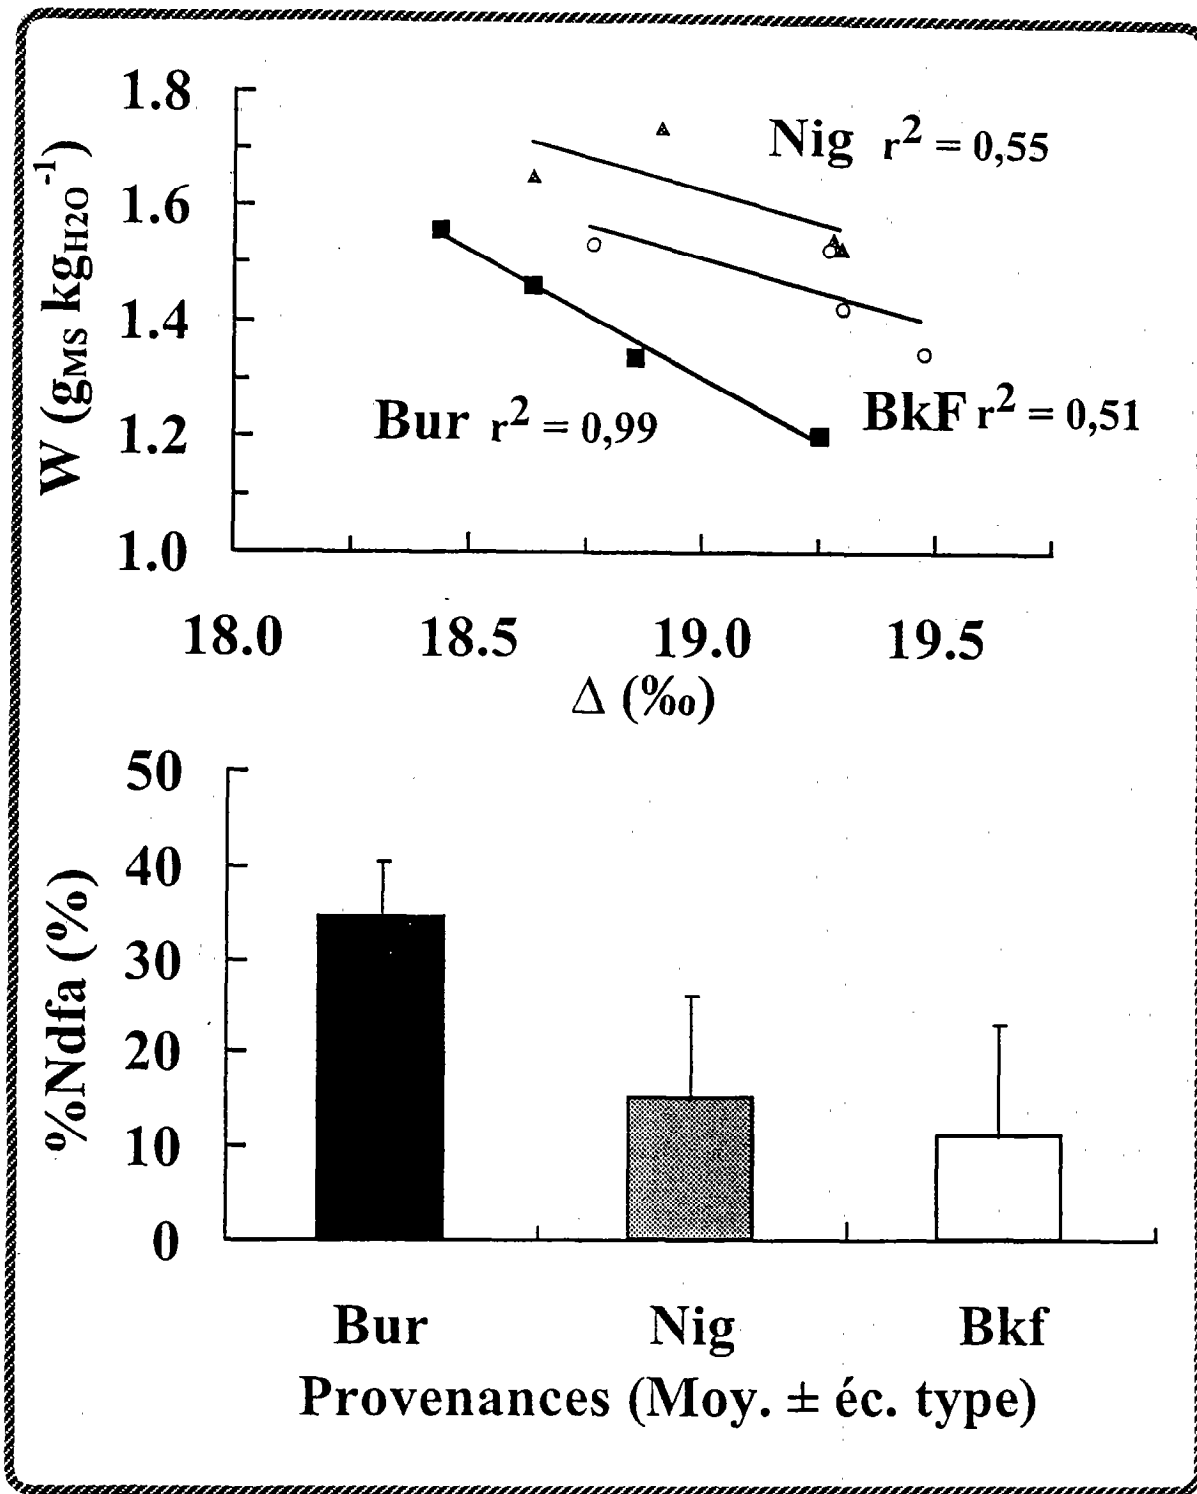 1.8
1.6
1.4
1.2
1.0
W (gMS kgH2O-1)
Nig r2 = 0,55
Bur r2 = 0,99
BkF r2 = 0,51
18.0 18.5 19.0 19.5
Δ (‰)
50
40
30
20
10
0
%Ndfa (%)
Bur Nig Bkf
Provenances (Moy. ± éc. type)